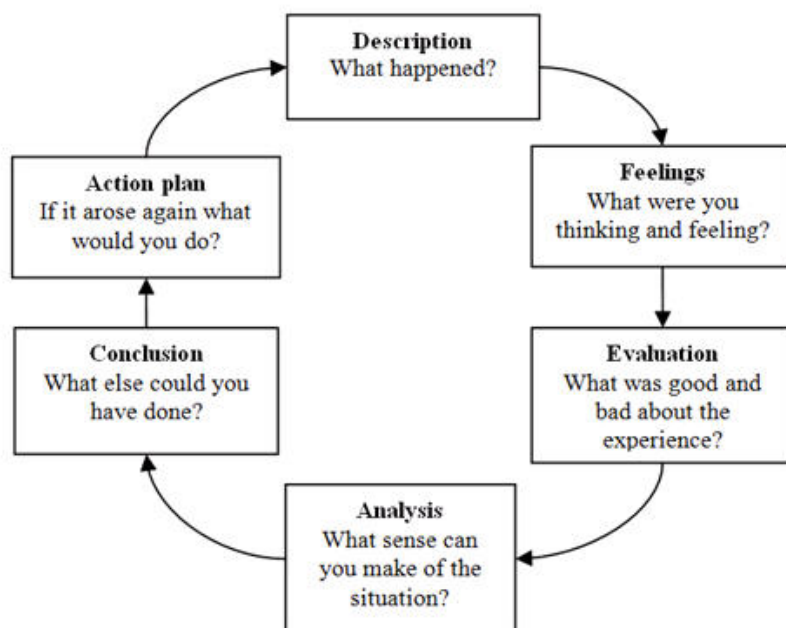 Description
What happened?
Feelings
What were you
thinking and feeling?
Evaluation
What was good and
bad about the
experience?
Analysis
What sense can
you make of the
situation?
Conclusion
What else could you
have done?
Action plan
If it arose again what
would you do?